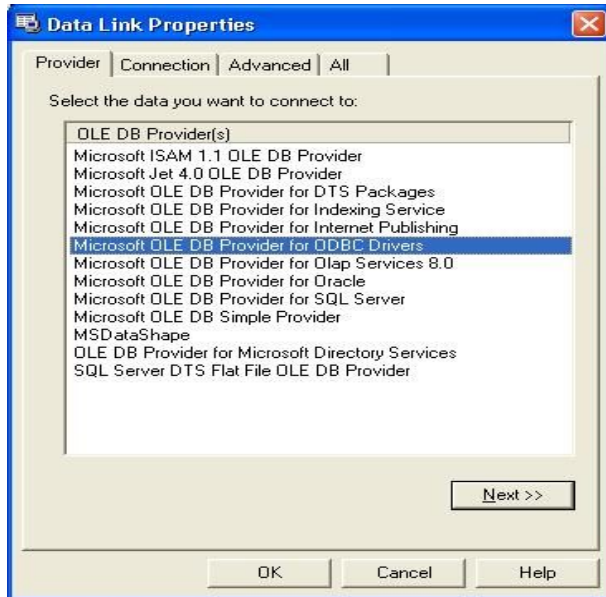 Data Link Properties
Provider Connection Advanced All
Select the data you want to connect to:
OLE DB Provider(s)
Microsoft ISAM 1.1 OLE DB Provider
Microsoft Jet 4.0 OLE DB Provider
Microsoft OLE DB Provider for DTS Packages
Microsoft OLE DB Provider for Indexing Service
Microsoft OLE DB Provider for Internet Publishing
Microsoft OLE DB Provider for ODBC Drivers
Microsoft OLE DB Provider for Olap Services 8.0
Microsoft OLE DB Provider for Oracle
Microsoft OLE DB Provider for SQL Server
Microsoft OLE DB Simple Provider
MSDataShape
OLE DB Provider for Microsoft Directory Services
SQL Server DTS Flat File OLE DB Provider
Next >>
OK Cancel Help